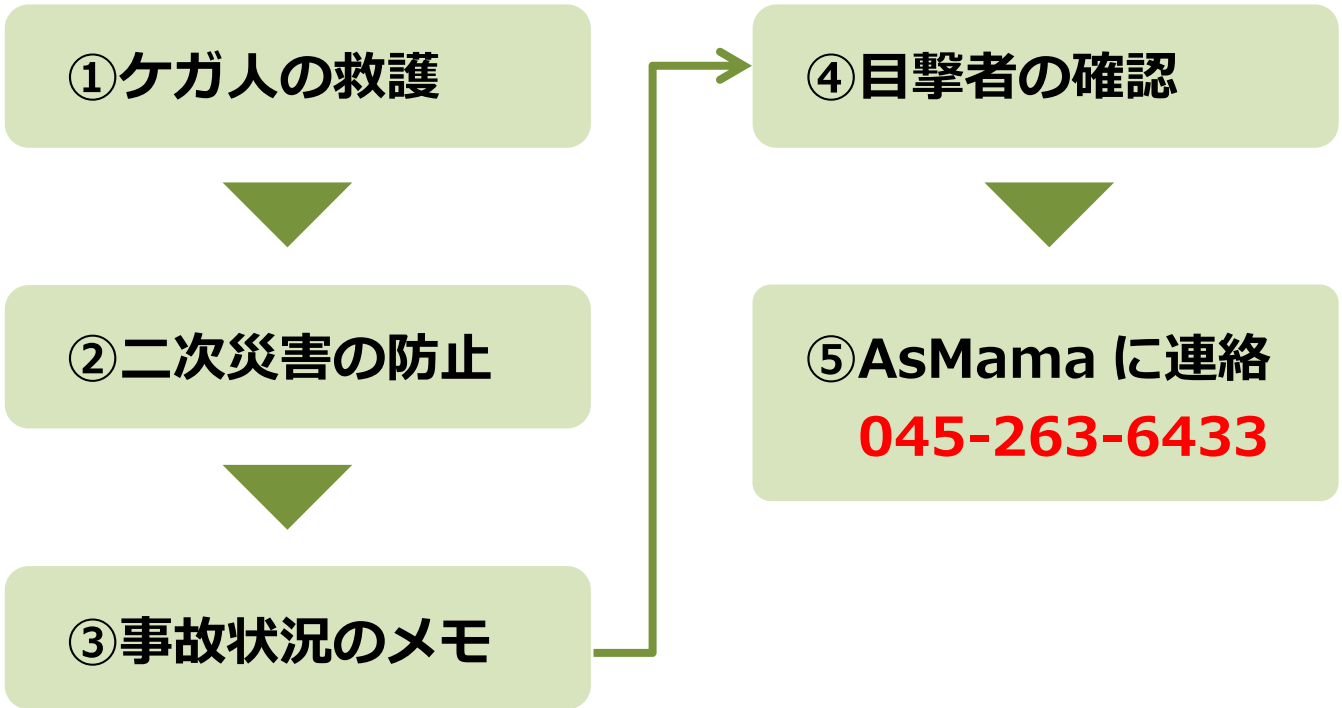 ①ケガ人の救護
②二次災害の防止
③事故状況のメモ
④目撃者の確認
⑤AsMama に連絡
045-263-6433